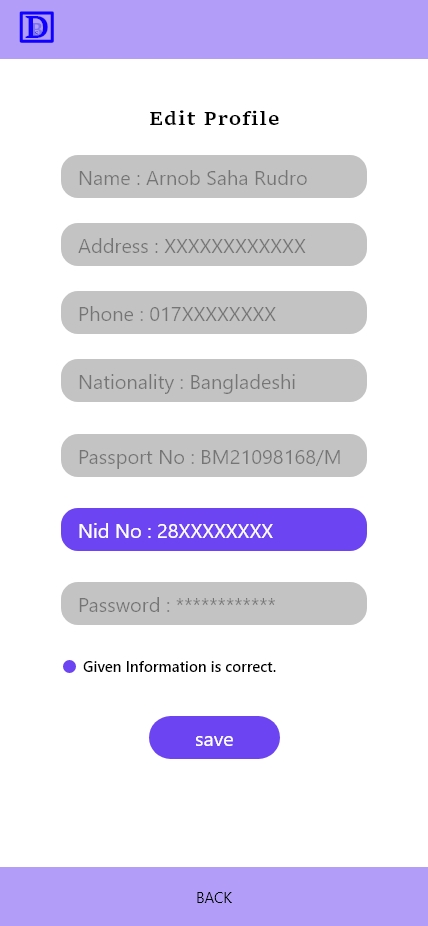 D
Edit Profile
Name : Arnob Saha Rudro
Address : XXXXXXXXXXXX
Phone : 017XXXXXXXX
Nationality : Bangladeshi
Passport No : BM21098168/M
Nid No : 28XXXXXXXX
Password : ************
Given Information is correct.
save
BACK